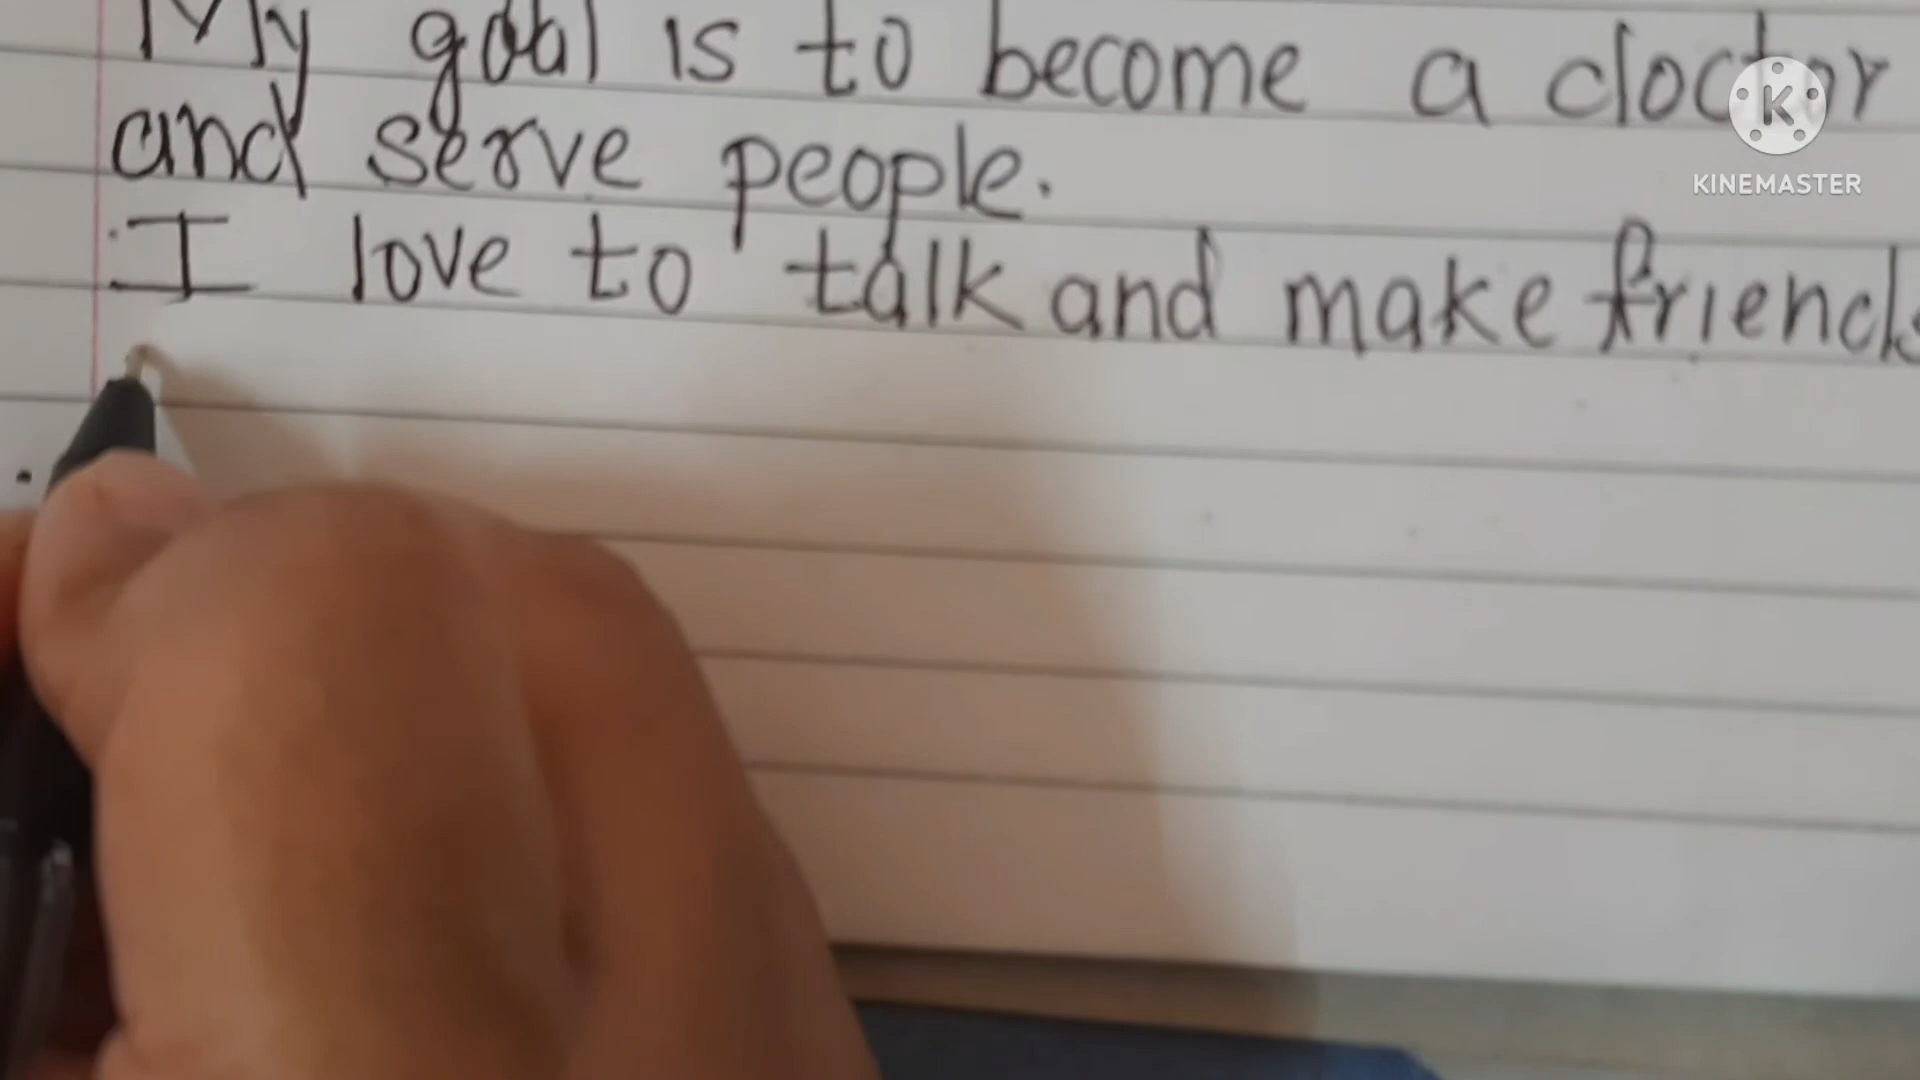 My goal is to become a doctor
and serve people.
I love to talk and make friends
K
KINEMASTER